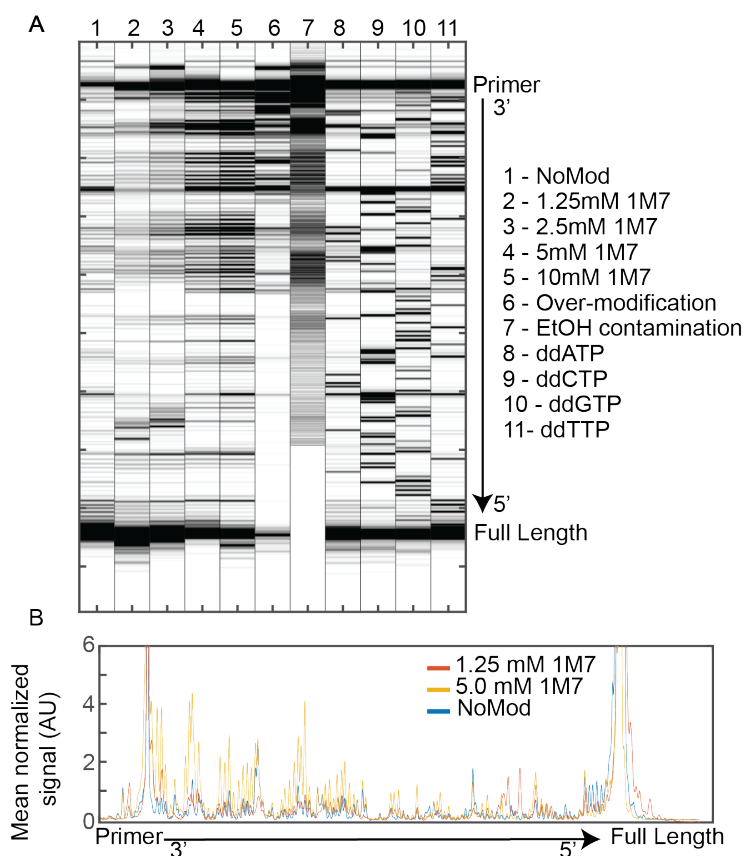 A
1 2 3 4 5 6 7 8 9 10 11
Primer
3’
1 - NoMod
2 - 1.25mM 1M7
3 - 2.5mM 1M7
4 - 5mM 1M7
5 - 10mM 1M7
6 - Over-modification
7 - EtOH contamination
8 - ddATP
9 - ddCTP
10 - ddGTP
11- ddTTP
5’
Full Length
B
Mean normalized
signal (AU)
6
4
2
0
1.25 mM 1M7
5.0 mM 1M7
NoMod
Primer
3’
5’
Full Length